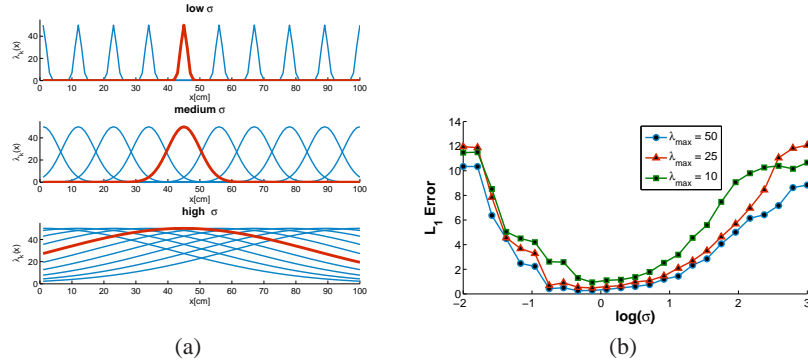 low σ
λk(x)
40
20
0
0 10 20 30 40 50 60 70 80 90 100
x[cm]
medium σ
λk(x)
40
20
0
0 10 20 30 40 50 60 70 80 90 100
x[cm]
high σ
λk(x)
40
20
0
0 10 20 30 40 50 60 70 80 90 100
x[cm]
(a)
L1 Error
14
12
10
8
6
4
2
0
−2 −1 0 1 2 3
log(σ)
λmax = 50
λmax = 25
λmax = 10
(b)